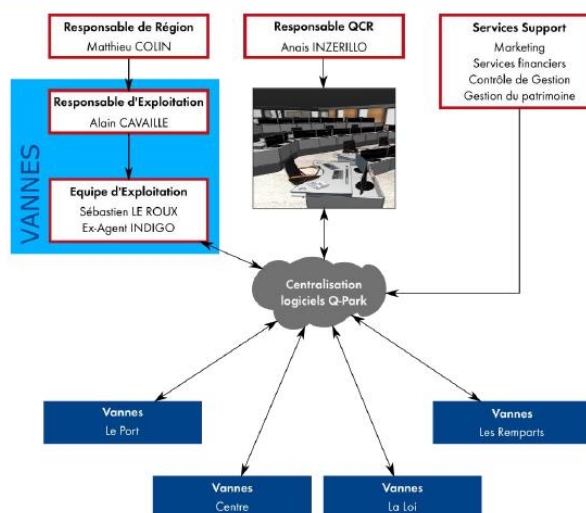 Responsable de Région
Matthieu COLIN
Responsable QCR
Anais INZERILLO
Services Support
Marketing
Services financiers
Contrôle de Gestion
Gestion du patrimoine
VANNES
Responsable d'Exploitation
Alain CAVAILLE
Equipe d'Exploitation
Sébastien LE ROUX
Ex-Agent INDIGO
Centralisation
logiciels Q-Park
Vannes
Le Port
Vannes
Les Remparts
Vannes
Centre
Vannes
La Loi